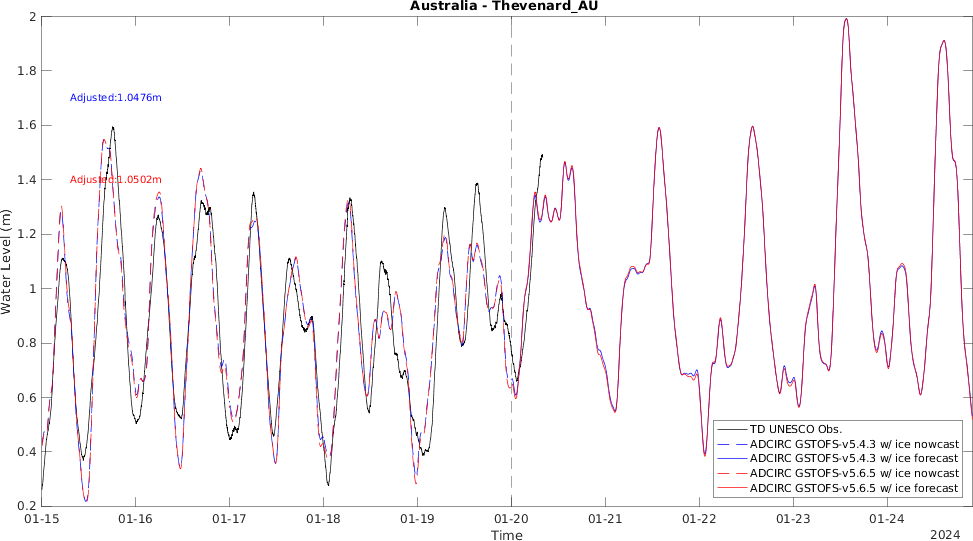 Australia - Thevenard_AU
2
1.8
1.6
1.4
1.2
1
0.8
0.6
0.4
0.2
Water Level (m)
Adjusted:1.0476m
Adjusted:1.0502m
TD UNESCO Obs.
ADCIRC GSTOFS-v5.4.3 w/ ice nowcast
ADCIRC GSTOFS-v5.4.3 w/ ice forecast
ADCIRC GSTOFS-v5.6.5 w/ ice nowcast
ADCIRC GSTOFS-v5.6.5 w/ ice forecast
01-15 01-16 01-17 01-18 01-19 01-20 01-21 01-22 01-23 01-24
Time
2024